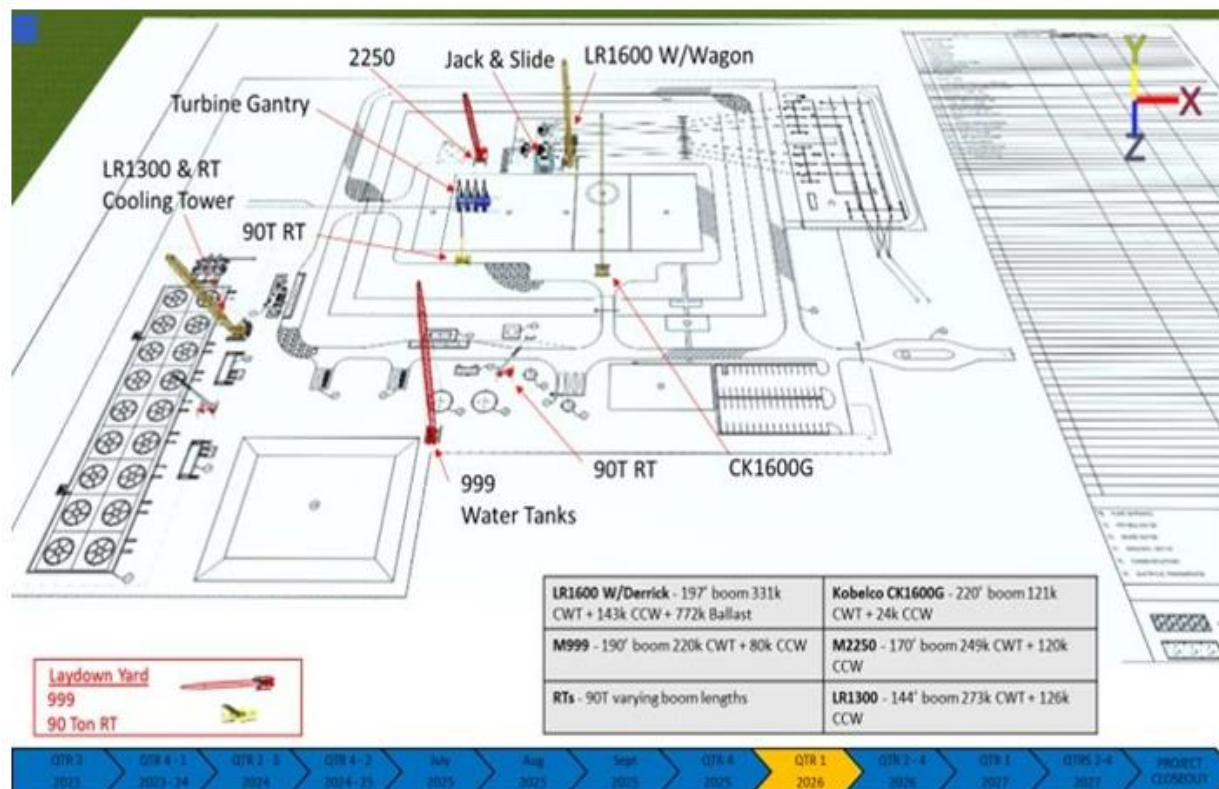 2250
Jack & Slide
LR1600 W/Wagon
Turbine Gantry
LR1300 & RT
Cooling Tower
90T RT
Y
X
Z
90T RT
CK1600G
999
Water Tanks
LR1600 W/Derrick - 197' boom 331k
CWT + 143k CCW + 772k Ballast
Kobelco CK1600G - 220' boom 121k
CWT + 24k CCW
M999 - 190' boom 220k CWT + 80k CCW
M2250 - 170' boom 249k CWT + 120k
CCW
RTs - 90T varying boom lengths
LR1300 - 144' boom 273k CWT + 126k
CCW
Laydown Yard
999
90 Ton RT
QTR 3
2023
QTR 4 - 1
2023 - 24
QTR 2 - 3
2024
QTR 4 - 2
2024 - 25
July
2025
Aug
2025
Sept
2025
QTR 4
2025
QTR 1
2026
QTR 2 - 4
2026
QTR 1
2027
QTRS 2-4
2027
PROJECT
CLOSEOUT